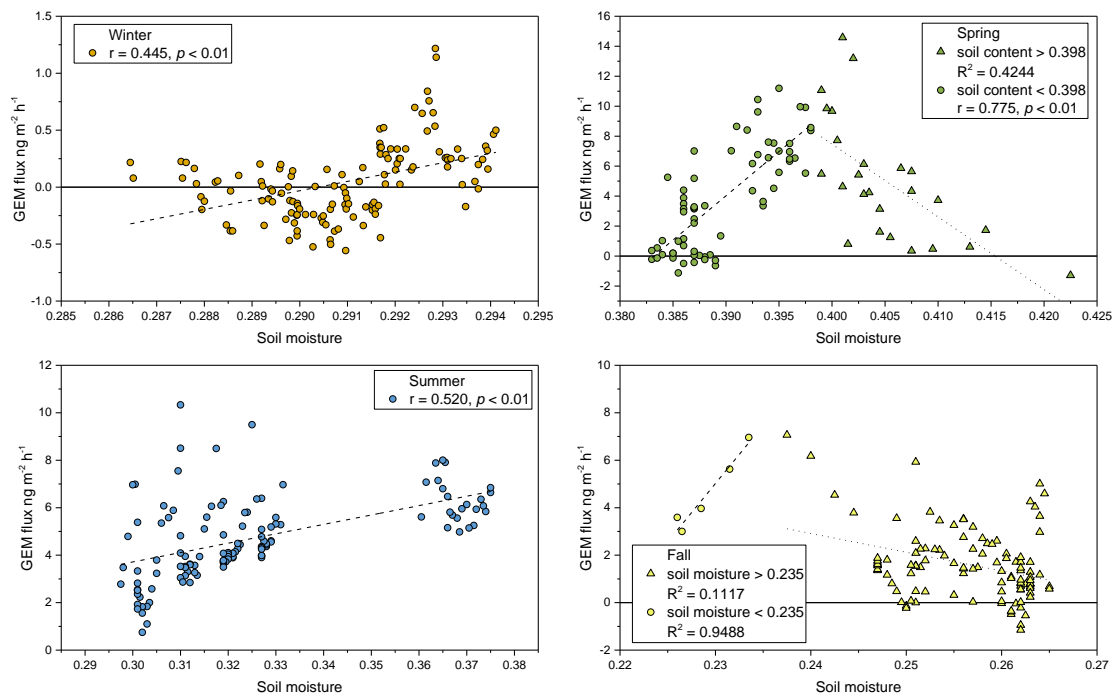 Winter
r = 0.445, p < 0.01
1.5
1.0
0.5
0.0
-0.5
-1.0
GEM flux ng m⁻² h⁻¹
0.285 0.286 0.287 0.288 0.289 0.290 0.291 0.292 0.293 0.294 0.295
Soil moisture
Spring
soil content > 0.398
R² = 0.4244
soil content < 0.398
r = 0.775, p < 0.01
16
14
12
10
8
6
4
2
0
-2
GEM flux ng m⁻² h⁻¹
0.380 0.385 0.390 0.395 0.400 0.405 0.410 0.415 0.420 0.425
Soil moisture
Summer
r = 0.520, p < 0.01
12
10
8
6
4
2
0
GEM flux ng m⁻² h⁻¹
0.29 0.30 0.31 0.32 0.33 0.34 0.35 0.36 0.37 0.38
Soil moisture
10
8
6
4
2
0
-2
GEM flux ng m⁻² h⁻¹
Fall
soil moisture > 0.235
R² = 0.1117
soil moisture < 0.235
R² = 0.9488
0.22 0.23 0.24 0.25 0.26 0.27
Soil moisture